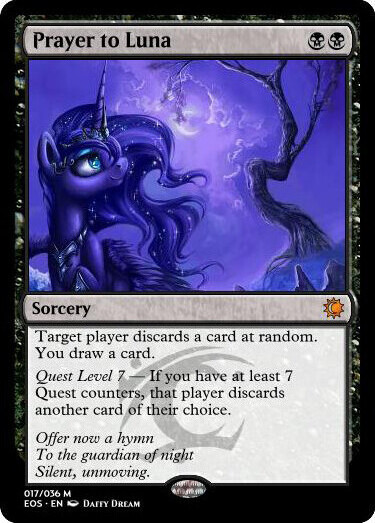 Prayer to Luna
Sorcery
Target player discards a card at random.
You draw a card.
Quest Level 7 — If you have at least 7
Quest counters, that player discards
another card of their choice.
Offer now a hymn
To the guardian of night
Silent, unmoving.
017/036 M
EOS • EN DAFFY DREAM